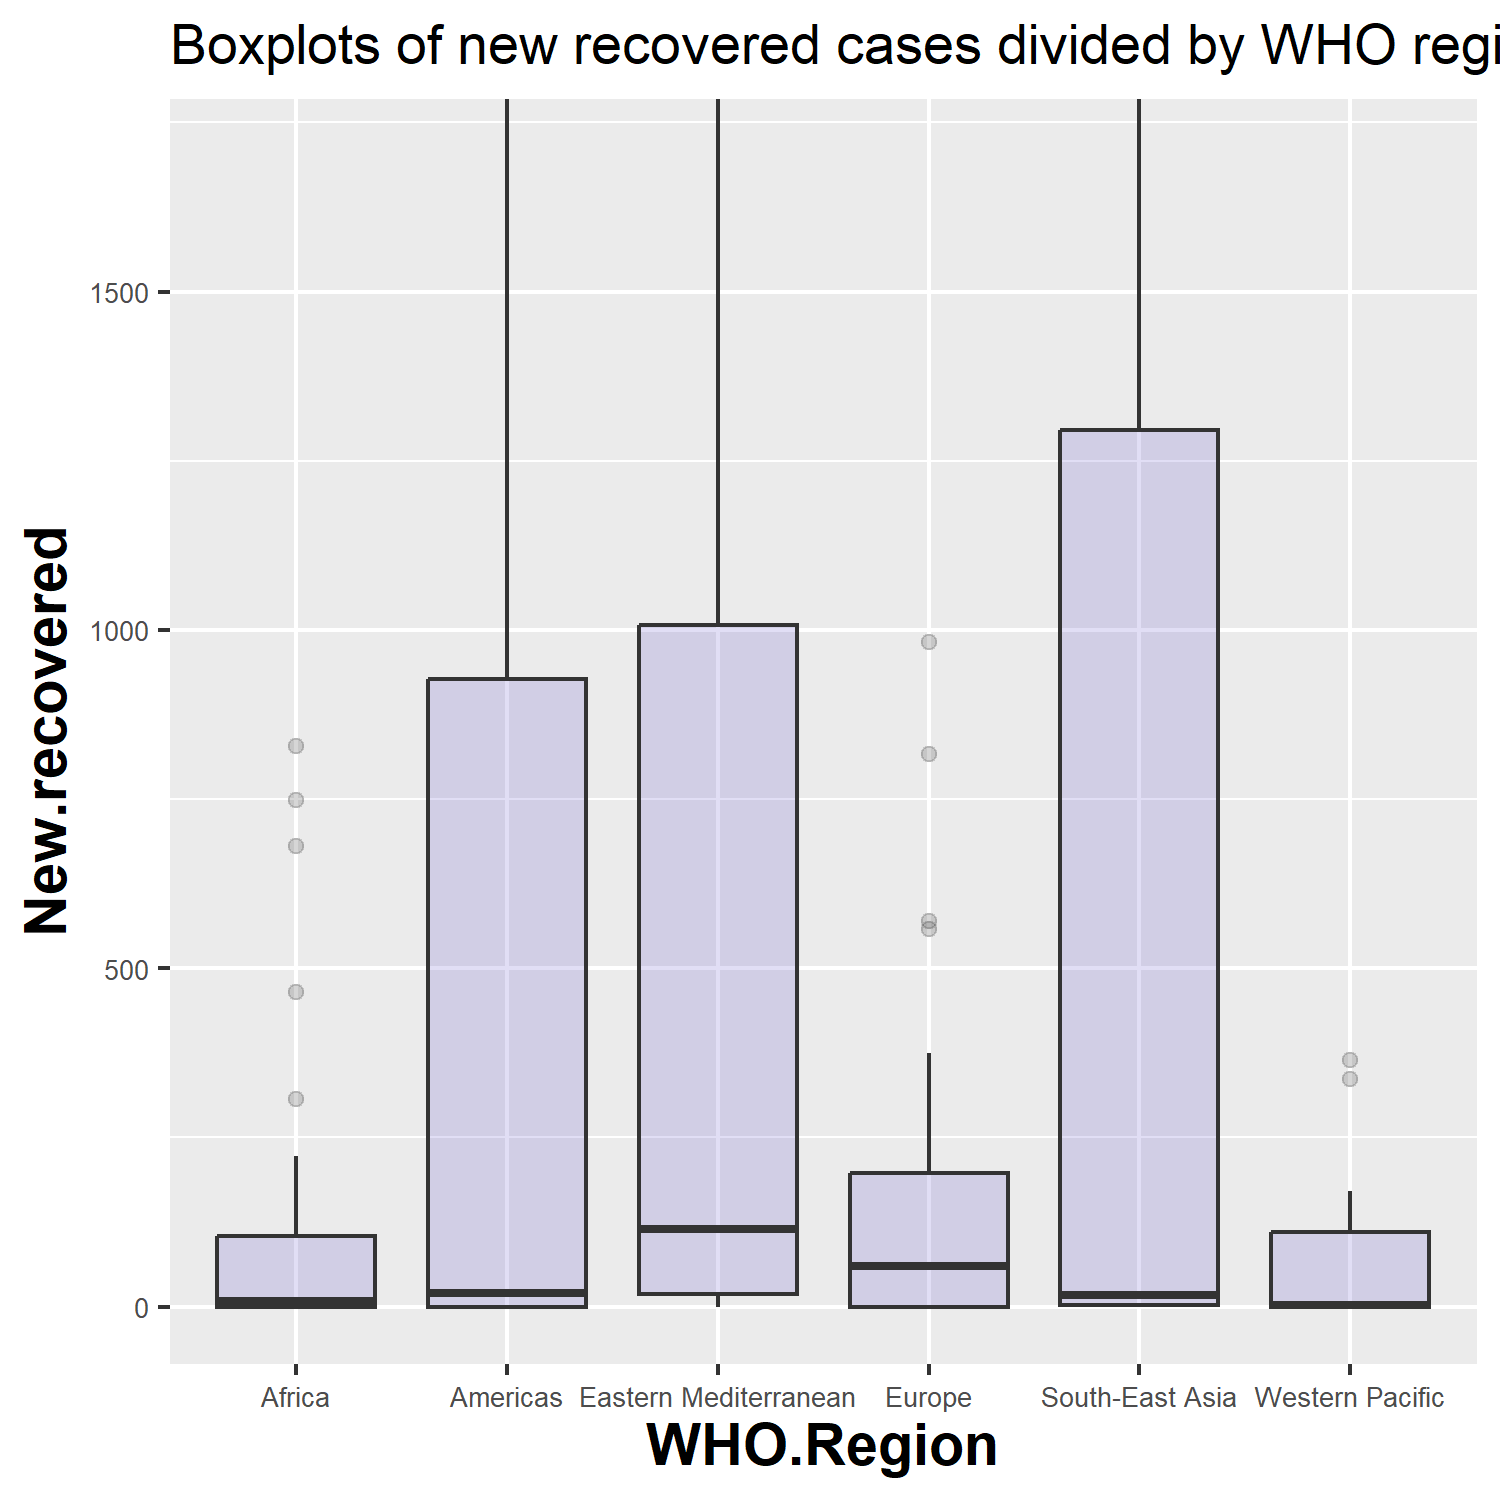 Boxplots of new recovered cases divided by WHO regi
New.recovered
1500
1000
500
0
Africa Americas Eastern Mediterranean Europe South-East Asia Western Pacific
WHO.Region